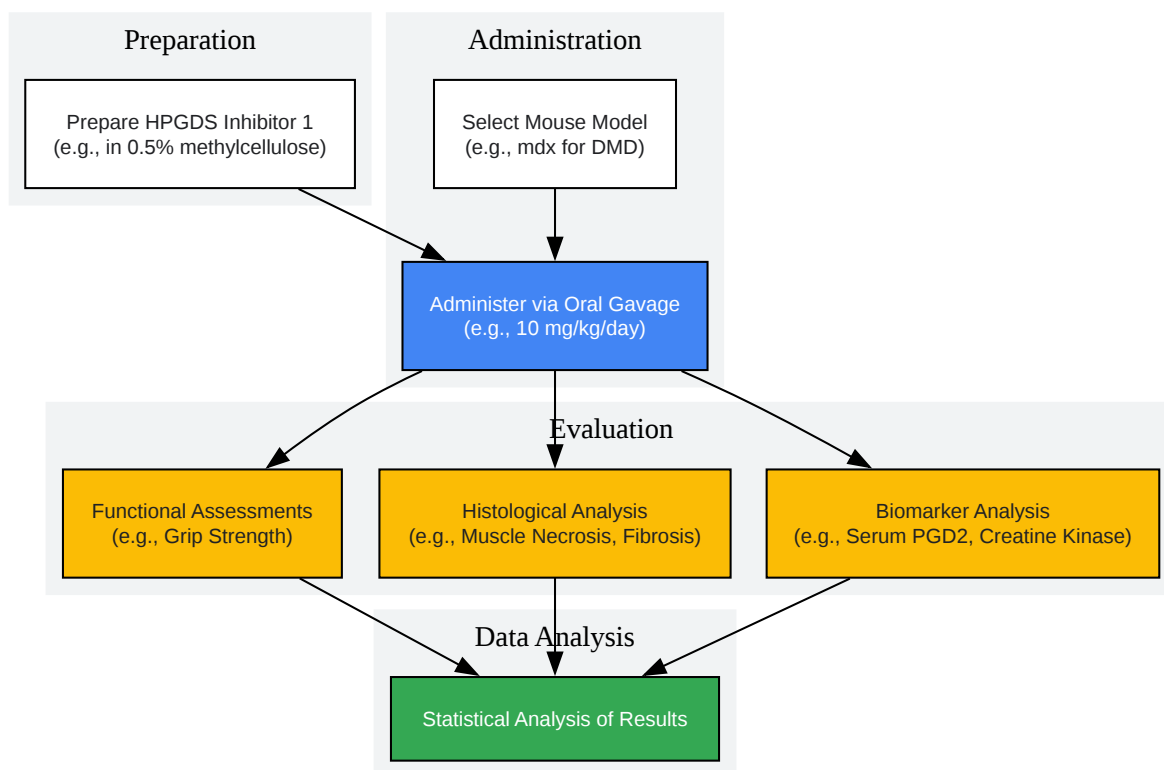 Preparation
Administration
Prepare HPGDS Inhibitor 1
(e.g., in 0.5% methylcellulose)
Select Mouse Model
(e.g., mdx for DMD)
Administer via Oral Gavage
(e.g., 10 mg/kg/day)
Evaluation
Functional Assessments
(e.g., Grip Strength)
Histological Analysis
(e.g., Muscle Necrosis, Fibrosis)
Biomarker Analysis
(e.g., Serum PGD2, Creatine Kinase)
Data Analysis
Statistical Analysis of Results